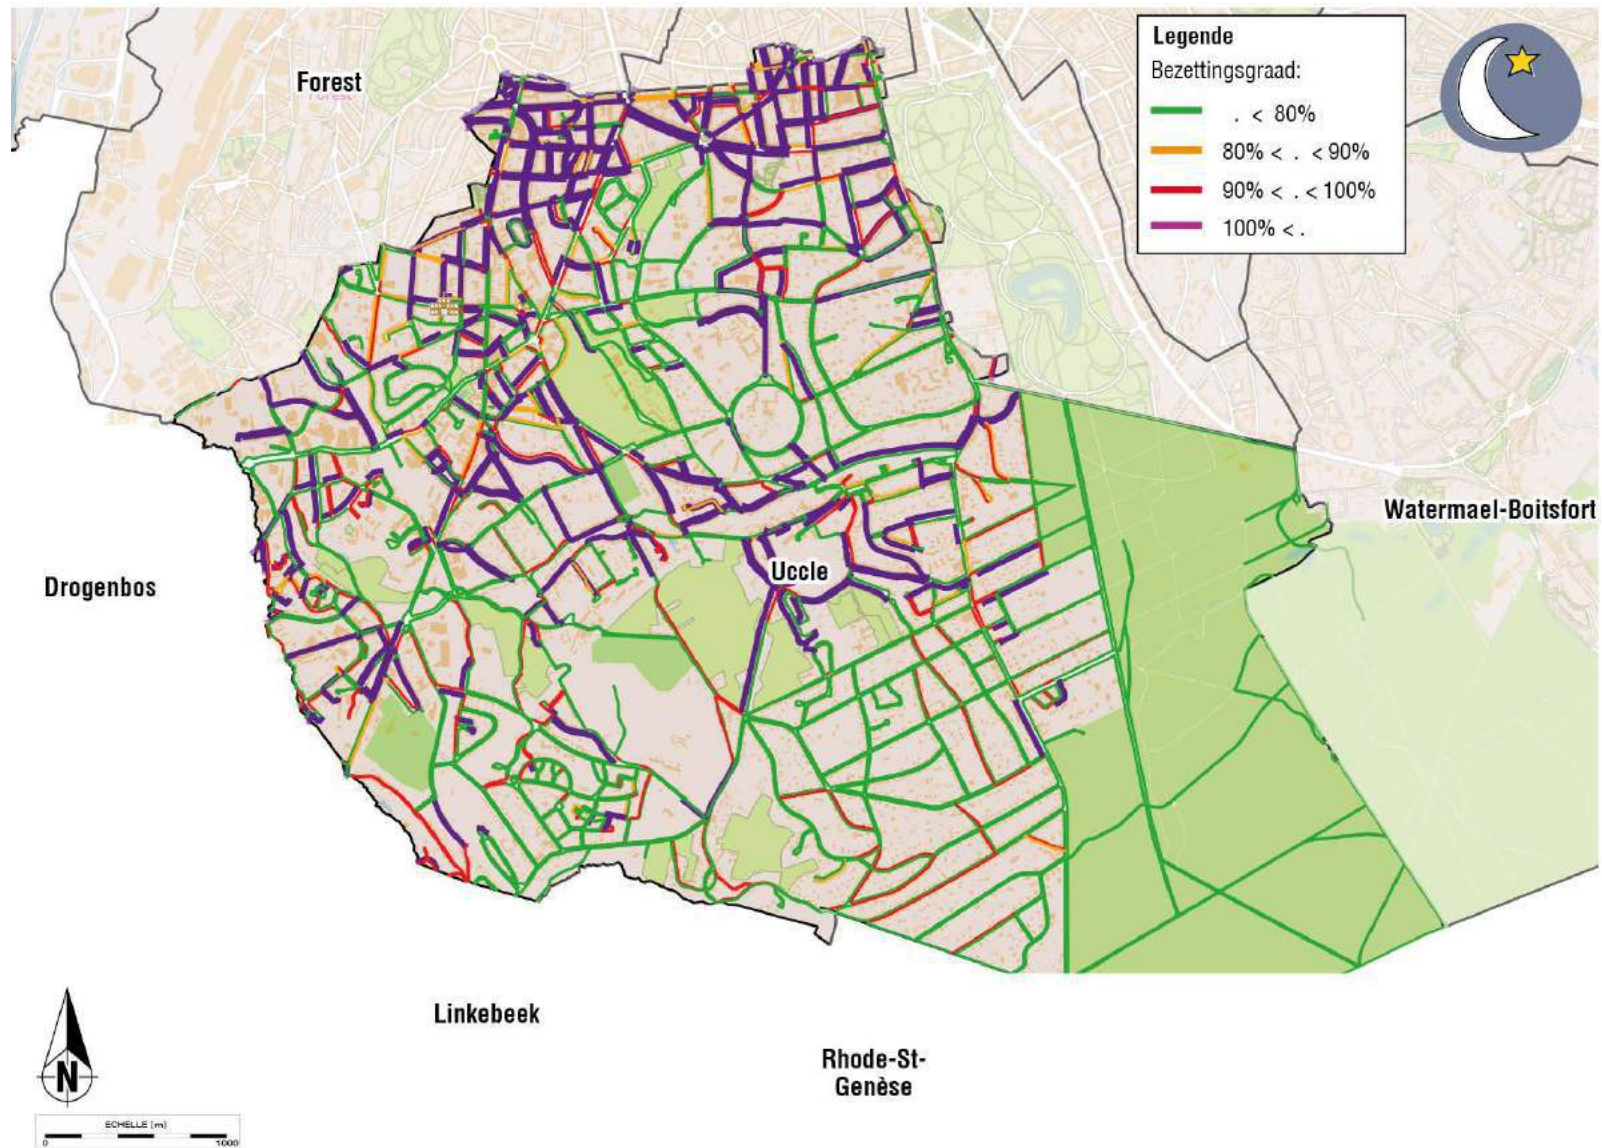 Legende
Bezettingsgraad:
. < 80%
80% < . < 90%
90% < . < 100%
100% < .
Forest
Forest
Watermael-Boitsfort
Uccle
Drogenbos
Linkebeek
Rhode-St-
Genèse
N
ECHELLE (m)
0 1000